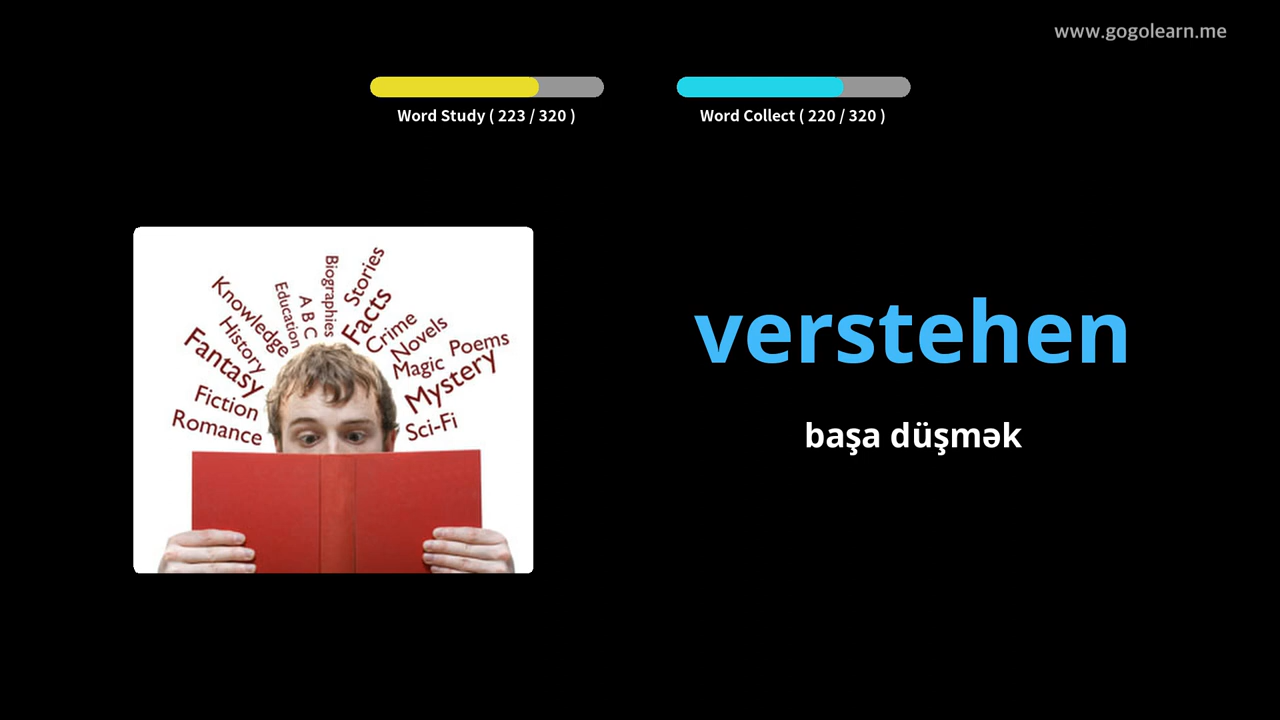 www.gogolearn.me
Word Study ( 223 / 320 )
Word Collect ( 220 / 320 )
Stories
Biographies
Facts
A B C
Education
Knowledge
History
Crime
Novels
Poems
Magic
Fantasy
Mystery
Fiction
Romance
Sci-Fi
verstehen
başa düşmək